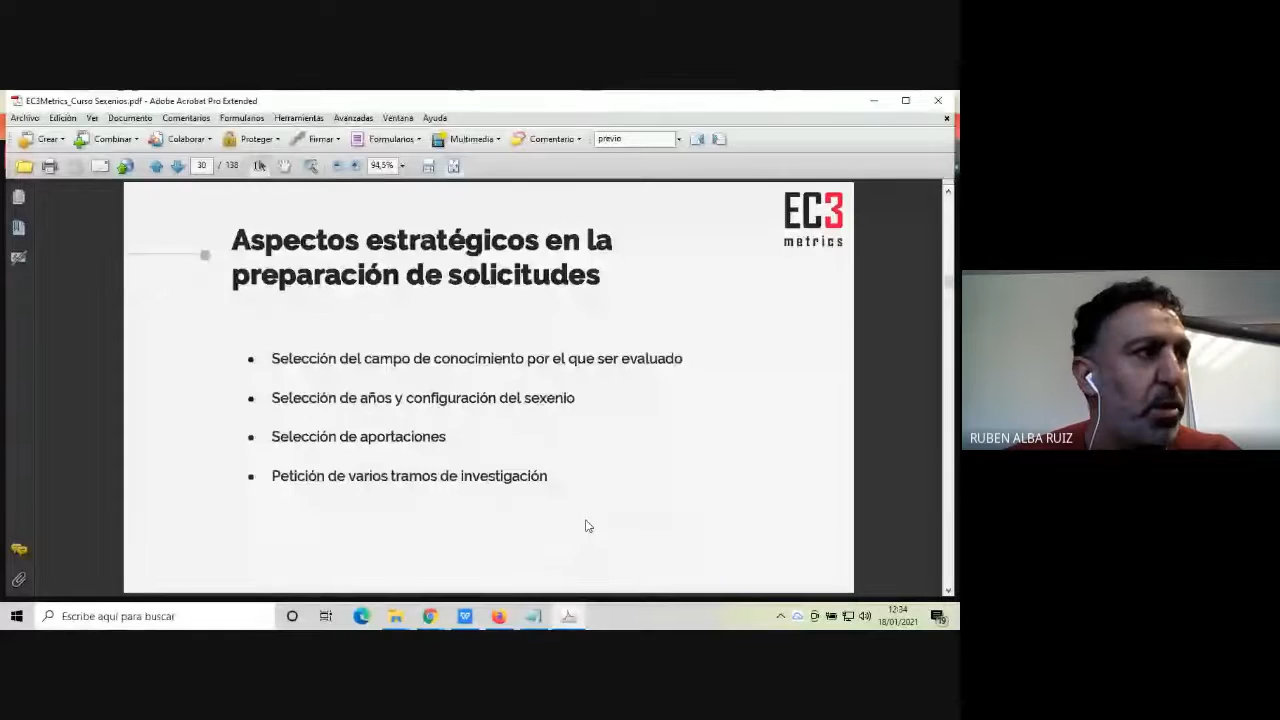 EC3Metrics_Curso Sexenios.pdf - Adobe Acrobat Pro Extended
Archivo Edición Ver Documento Comentarios Formularios Herramientas Avanzadas Ventana Ayuda
Crear Combinar Colaborar Proteger Firmar Formularios Multimedia Comentario previo
30 / 138 94,5%
EC3
metrics
Aspectos estratégicos en la
preparación de solicitudes
• Selección del campo de conocimiento por el que ser evaluado
• Selección de años y configuración del sexenio
• Selección de aportaciones
• Petición de varios tramos de investigación
RUBEN ALBA RUIZ
Escribe aquí para buscar
12:34
18/01/2021
19